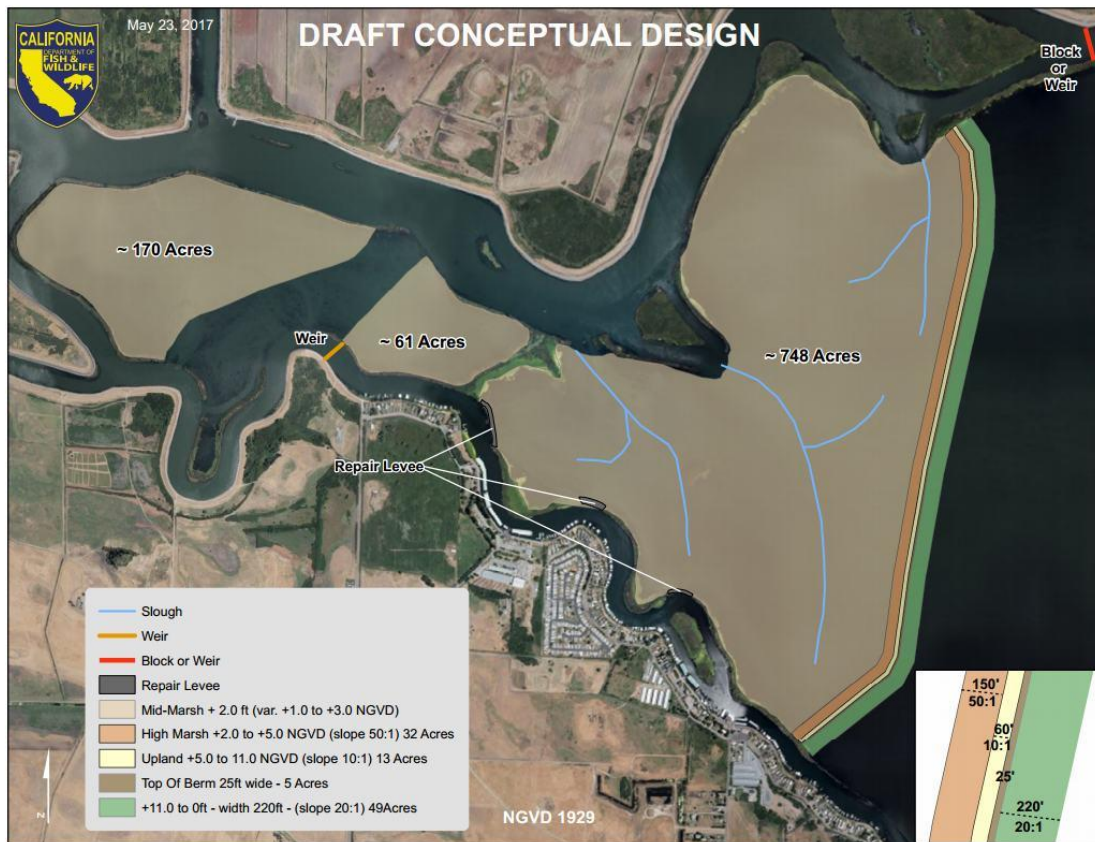 CALIFORNIA
DEPARTMENT OF
FISH &
WILDLIFE
May 23, 2017
DRAFT CONCEPTUAL DESIGN
Block
or
Weir
~ 170 Acres
Weir
~ 61 Acres
~ 748 Acres
Repair Levee
Slough
Weir
Block or Weir
Repair Levee
Mid-Marsh + 2.0 ft (var. +1.0 to +3.0 NGVD)
High Marsh +2.0 to +5.0 NGVD (slope 50:1) 32 Acres
Upland +5.0 to 11.0 NGVD (slope 10:1) 13 Acres
Top Of Berm 25ft wide - 5 Acres
+11.0 to 0ft - width 220ft - (slope 20:1) 49Acres
N
NGVD 1929
150'
50:1
60'
10:1
25'
220'
20:1